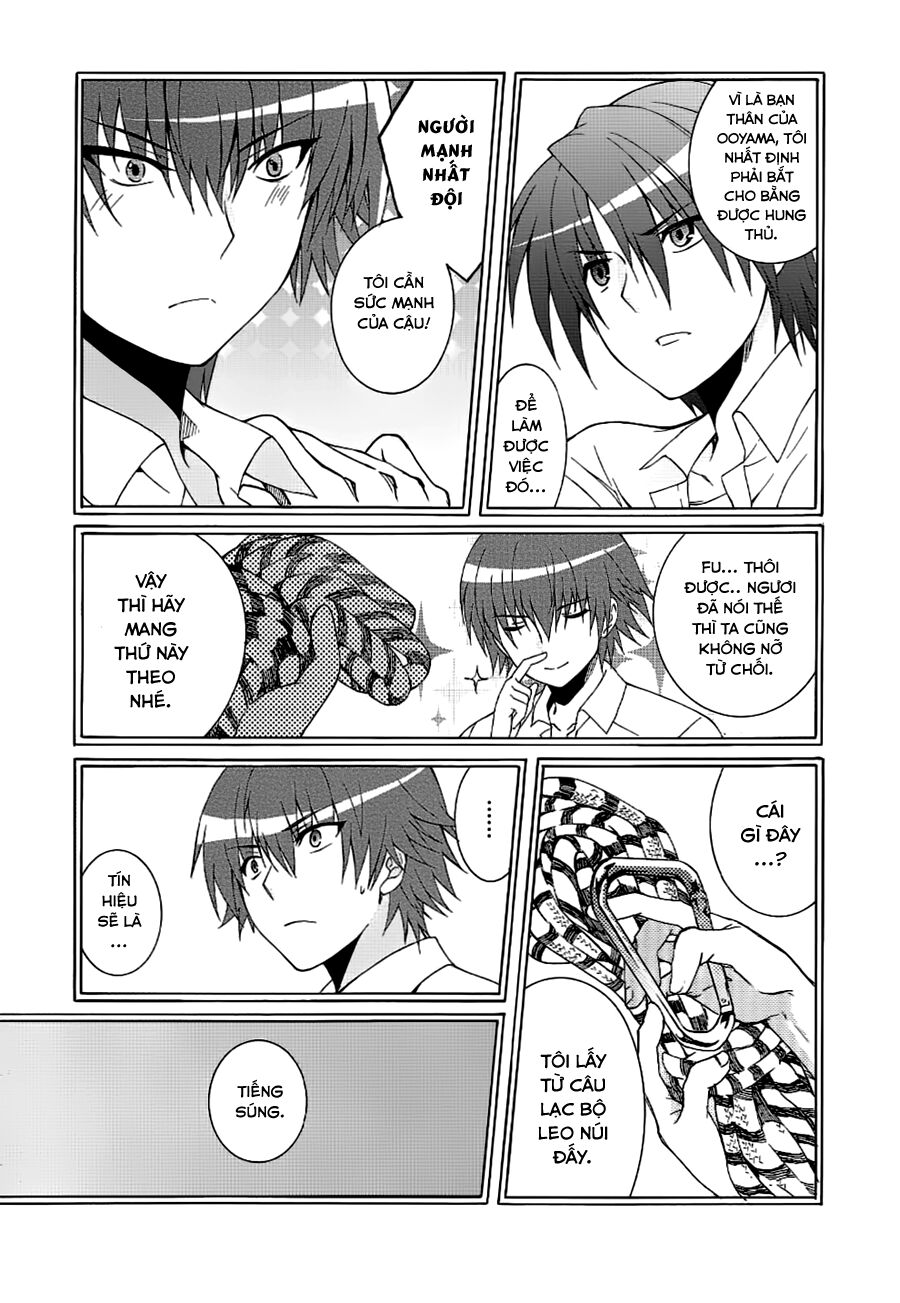 VÌ LÀ BẠN
THÂN CỦA
OOYAMA, TÔI
NHẤT ĐỊNH
PHẢI BẮT
CHO BẰNG
ĐƯỢC HUNG
THỦ.
ĐỂ
LÀM
ĐƯỢC
VIỆC
ĐÓ...
NGƯỜI
MẠNH
NHẤT
ĐỘI
TÔI CẦN
SỨC MẠNH
CỦA CẬU!
FU... THÔI
ĐƯỢC.. NGƯƠI
ĐÃ NÓI THẾ
THÌ TA CŨNG
KHÔNG NỠ
TỪ CHỐI.
VẬY
THÌ HÃY
MANG
THỨ NÀY
THEO
NHÉ.
CÁI
GÌ ĐÂY
...?
TÔI LẤY
TỪ CÂU
LẠC BỘ
LEO NÚI
ĐẤY.
......
TÍN
HIỆU
SẼ LÀ
...
TIẾNG
SÚNG.